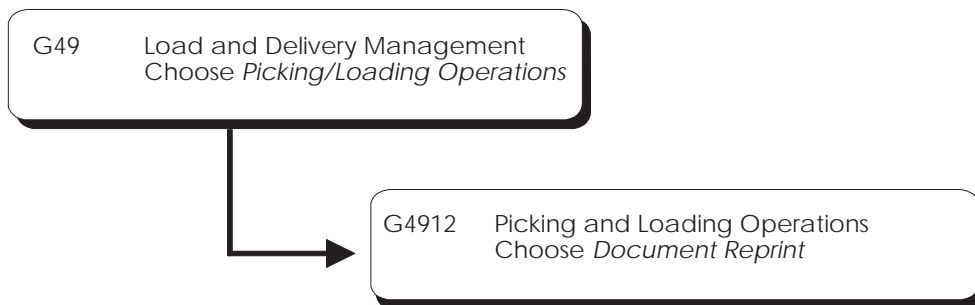 G49 Load and Delivery Management
Choose Picking/Loading Operations
G4912 Picking and Loading Operations
Choose Document Reprint